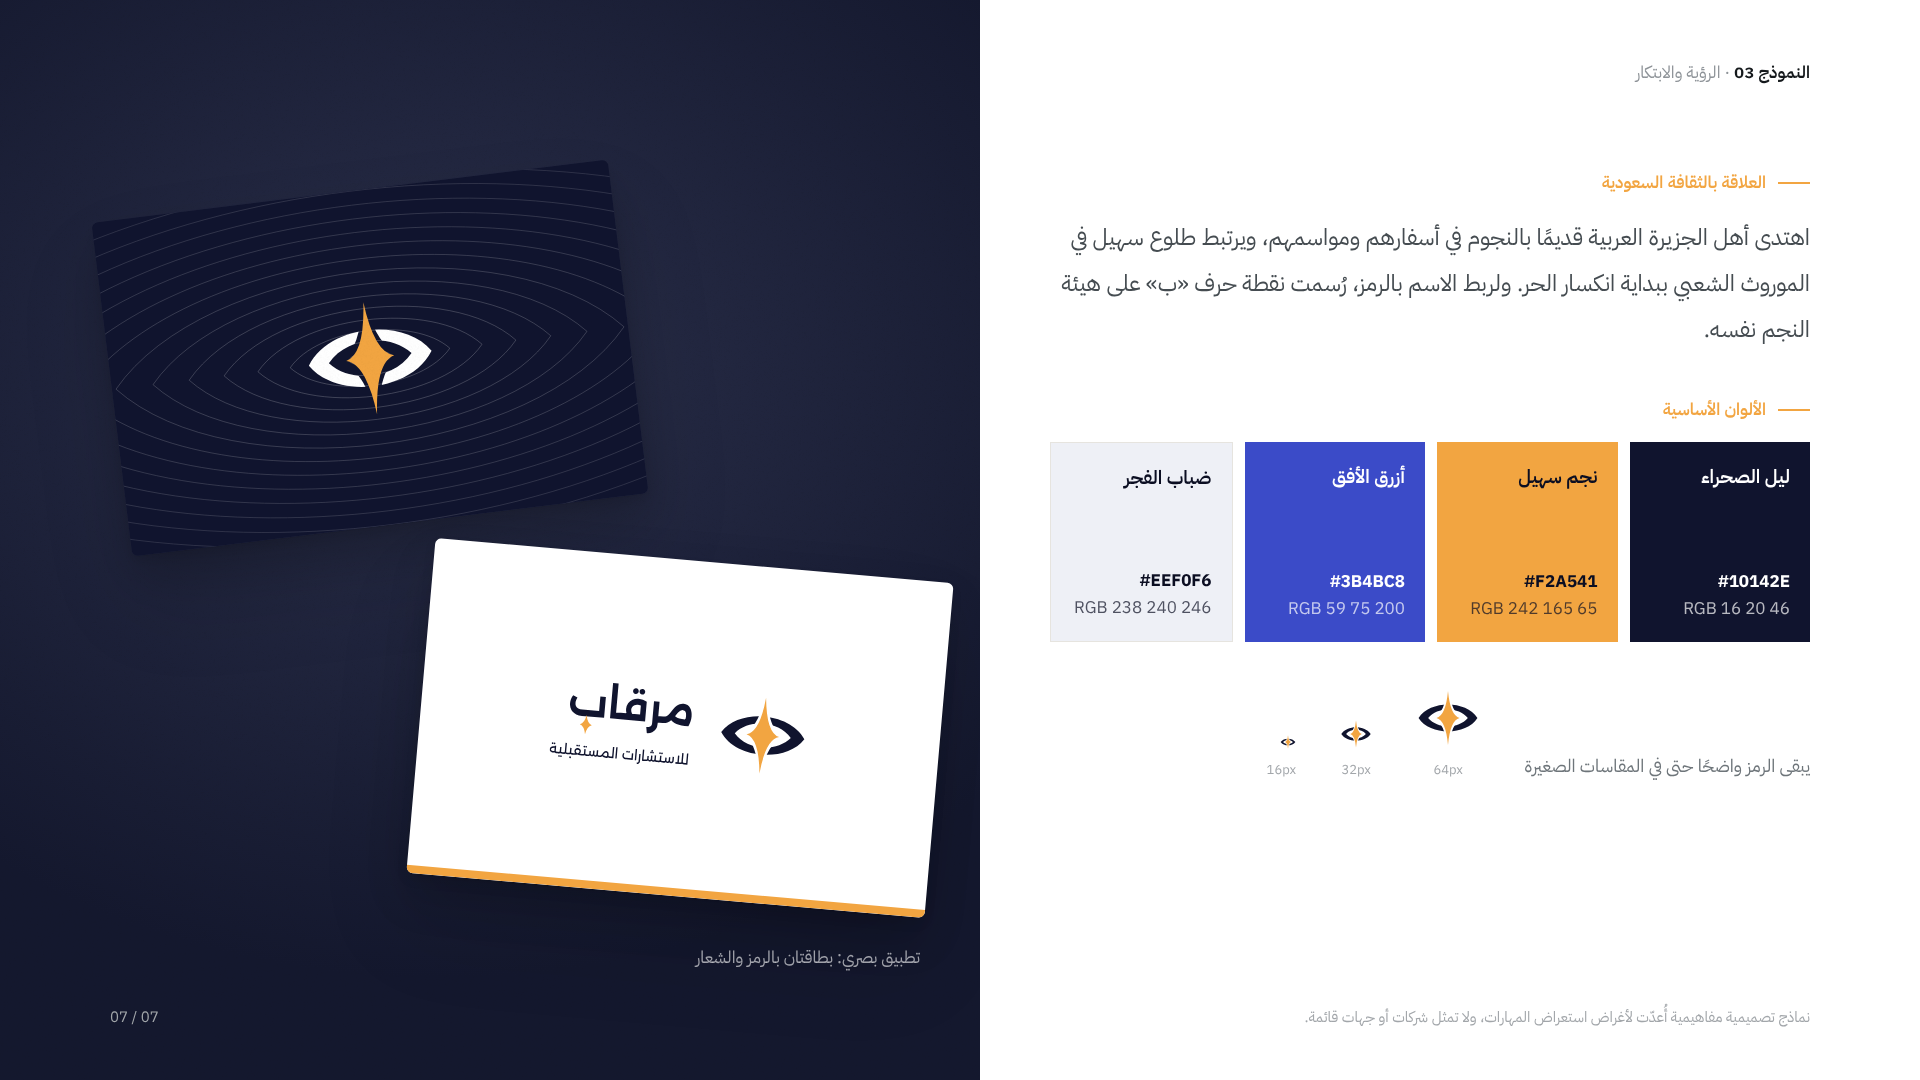 النموذج 03 · الرؤية والابتكار
العلاقة بالثقافة السعودية
اهتدى أهل الجزيرة العربية قديمًا بالنجوم في أسفارهم ومواسمهم، ويرتبط طلوع سهيل في
الموروث الشعبي ببداية انكسار الحر. ولربط الاسم بالرمز، رُسمت نقطة حرف «ب» على هيئة
النجم نفسه.
الألوان الأساسية
ليل الصحراء
#10142E
RGB 16 20 46
نجم سهيل
#F2A541
RGB 242 165 65
أزرق الأفق
#3B4BC8
RGB 59 75 200
ضباب الفجر
#EEF0F6
RGB 238 240 246
يبقى الرمز واضحًا حتى في المقاسات الصغيرة
64px
32px
16px
نماذج تصميمية مفاهيمية أُعدّت لأغراض استعراض المهارات، ولا تمثل شركات أو جهات قائمة.
مرقاب
للاستشارات المستقبلية
تطبيق بصري: بطاقتان بالرمز والشعار
07 / 07